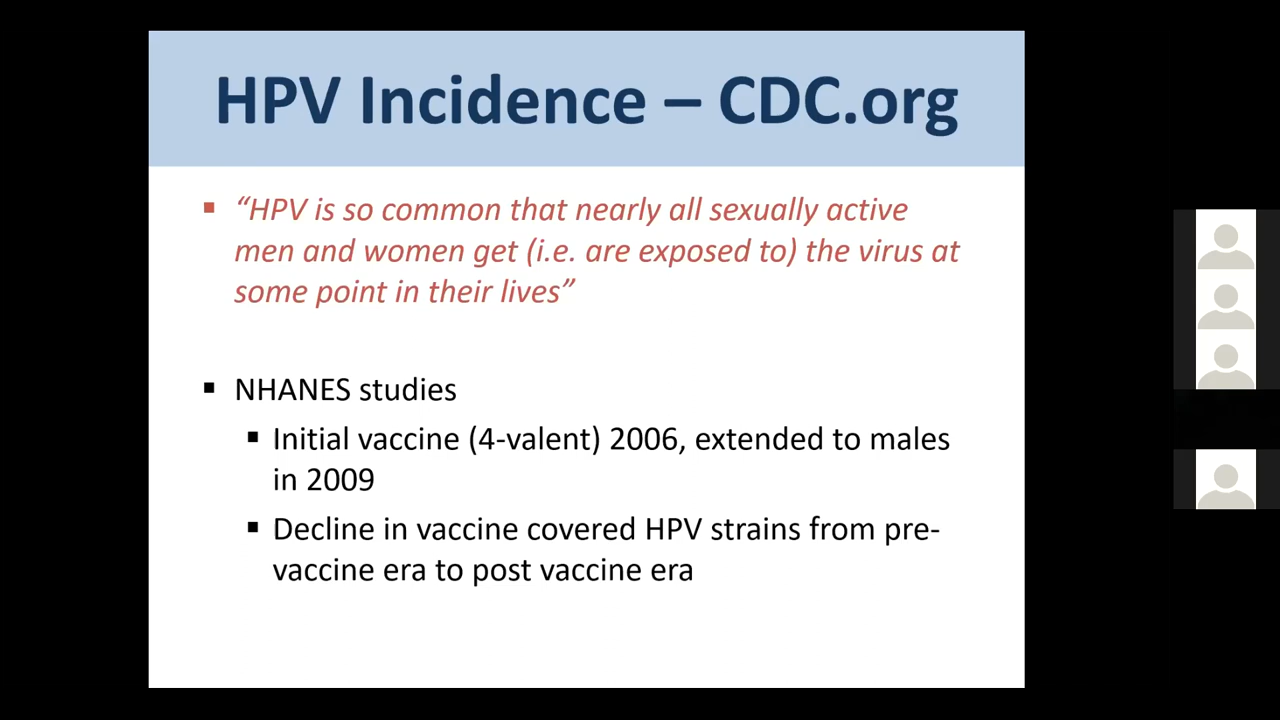 HPV Incidence – CDC.org
▪ “HPV is so common that nearly all sexually active
men and women get (i.e. are exposed to) the virus at
some point in their lives”
▪ NHANES studies
▪ Initial vaccine (4-valent) 2006, extended to males
in 2009
▪ Decline in vaccine covered HPV strains from pre-
vaccine era to post vaccine era